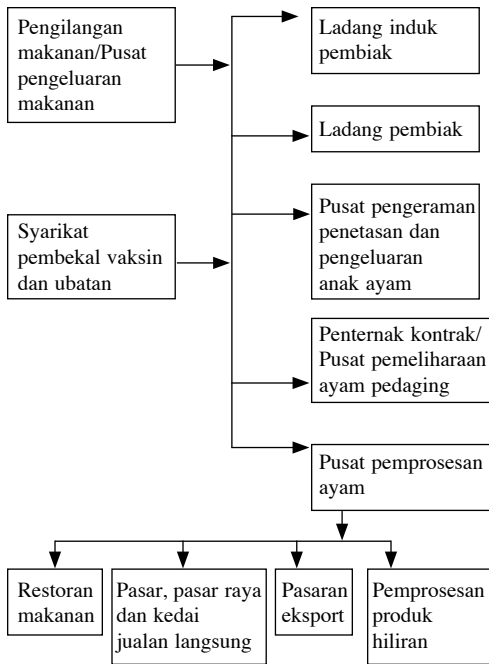 Pengilangan
makanan/Pusat
pengeluaran
makanan
Syarikat
pembekal vaksin
dan ubatan
Ladang induk
pembiak
Ladang pembiak
Pusat pengeraman
penetasan dan
pengeluaran
anak ayam
Penternak kontrak/
Pusat pemeliharaan
ayam pedaging
Pusat pemprosesan
ayam
Restoran
makanan
Pasar, pasar raya
dan kedai
jualan langsung
Pasaran
eksport
Pemprosesan
produk
hiliran